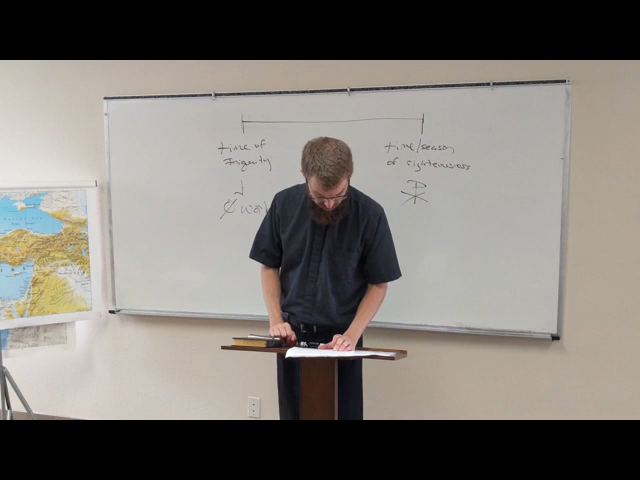 time of
iniquity
time/season
of righteousness